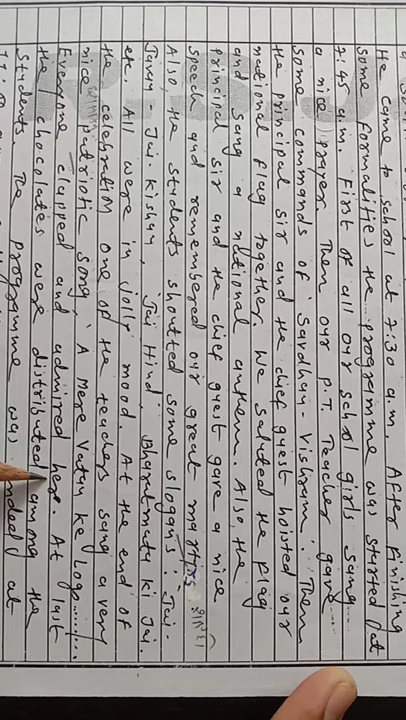 He came to school at 7:30 a.m. After finishing
some formalities the programme was started at
7:45 a.m. First of all our school girls sang
a nice prayer. Then our P.T. Teacher gave
some commands of 'Savdhan - Vishram'. Then
the principal sir and the chief guest hoisted our
national flag together. We saluted the flag
and sang a national anthem. Also, the
principal sir and the chief guest gave a nice
speech and remembered our great martyrs
Also, the students shoutted some slogans: Jai-
Javan - Jai kishan, Jai Hind, Bharatmata ki Jai.
etc. All were in jolly mood. At the end of
the celebration one of the teachers sang a very
nice patriotic song, 'A mere Vatan ke Logo......'.
Everyone clapped and admired her. At last
the chocolates were distributed among the
students. The programme was ended at